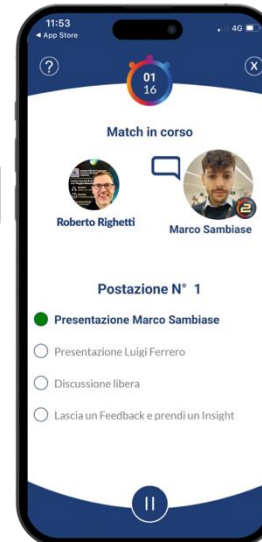 11:53
4G
◀ App Store
?
X
01
16
Match in corso
Roberto Righetti
Marco Sambiase
Postazione N° 1
Presentazione Marco Sambiase
Presentazione Luigi Ferrero
Discussione libera
Lascia un Feedback e prendi un Insight